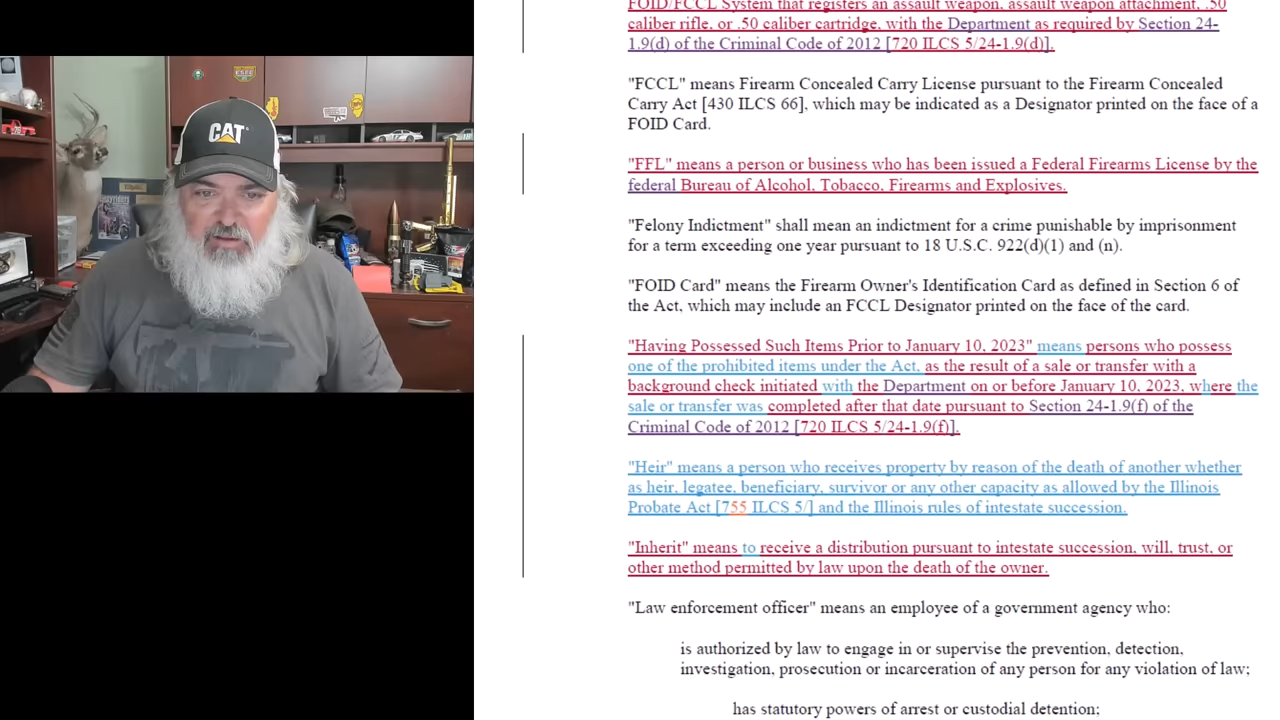 FOID/FCCL System that registers an assault weapon, assault weapon attachment, .50
caliber rifle, or .50 caliber cartridge, with the Department as required by Section 24-
1.9(d) of the Criminal Code of 2012 [720 ILCS 5/24-1.9(d)].
"FCCL" means Firearm Concealed Carry License pursuant to the Firearm Concealed
Carry Act [430 ILCS 66], which may be indicated as a Designator printed on the face of a
FOID Card.
"FFL" means a person or business who has been issued a Federal Firearms License by the
federal Bureau of Alcohol, Tobacco, Firearms and Explosives.
"Felony Indictment" shall mean an indictment for a crime punishable by imprisonment
for a term exceeding one year pursuant to 18 U.S.C. 922(d)(1) and (n).
"FOID Card" means the Firearm Owner's Identification Card as defined in Section 6 of
the Act, which may include an FCCL Designator printed on the face of the card.
"Having Possessed Such Items Prior to January 10, 2023" means persons who possess
one of the prohibited items under the Act, as the result of a sale or transfer with a
background check initiated with the Department on or before January 10, 2023, where the
sale or transfer was completed after that date pursuant to Section 24-1.9(f) of the
Criminal Code of 2012 [720 ILCS 5/24-1.9(f)].
"Heir" means a person who receives property by reason of the death of another whether
as heir, legatee, beneficiary, survivor or any other capacity as allowed by the Illinois
Probate Act [755 ILCS 5/] and the Illinois rules of intestate succession.
"Inherit" means to receive a distribution pursuant to intestate succession, will, trust, or
other method permitted by law upon the death of the owner.
"Law enforcement officer" means an employee of a government agency who:
is authorized by law to engage in or supervise the prevention, detection,
investigation, prosecution or incarceration of any person for any violation of law;
has statutory powers of arrest or custodial detention;
CAT